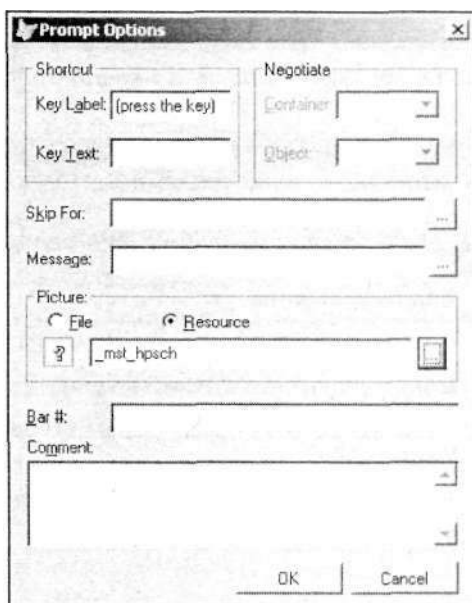 Prompt Options
Shortcut
Negotiate
Key Label:
(press the key)
Container
Key Text:
Object:
Skip For:
...
Message:
...
Picture:
File
Resource
?
_mst_hpsch
Bar #:
Comment:
OK
Cancel